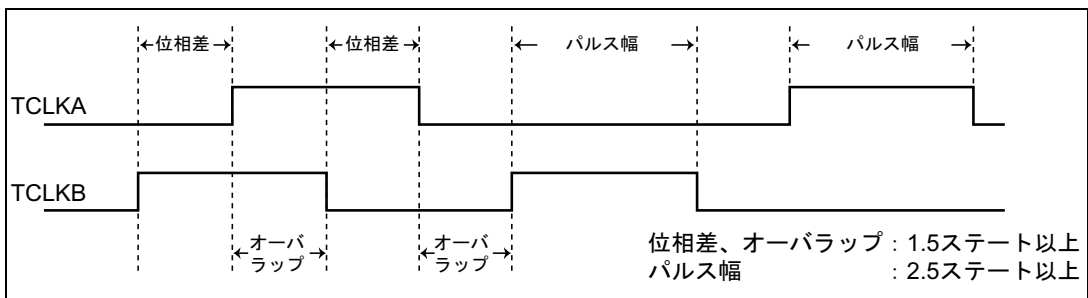 位相差
位相差
パルス幅
パルス幅
TCLKA
TCLKB
オーバ
ラップ
オーバ
ラップ
位相差、オーバラップ：1.5ステート以上
パルス幅　　　　　　：2.5ステート以上